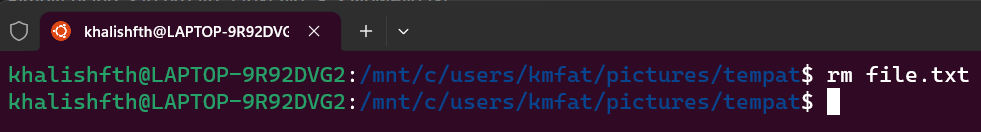 khalishfth@LAPTOP-9R92DVG
khalishfth@LAPTOP-9R92DVG2:/mnt/c/users/kmfat/pictures/tempat$ rm file.txt
khalishfth@LAPTOP-9R92DVG2:/mnt/c/users/kmfat/pictures/tempat$